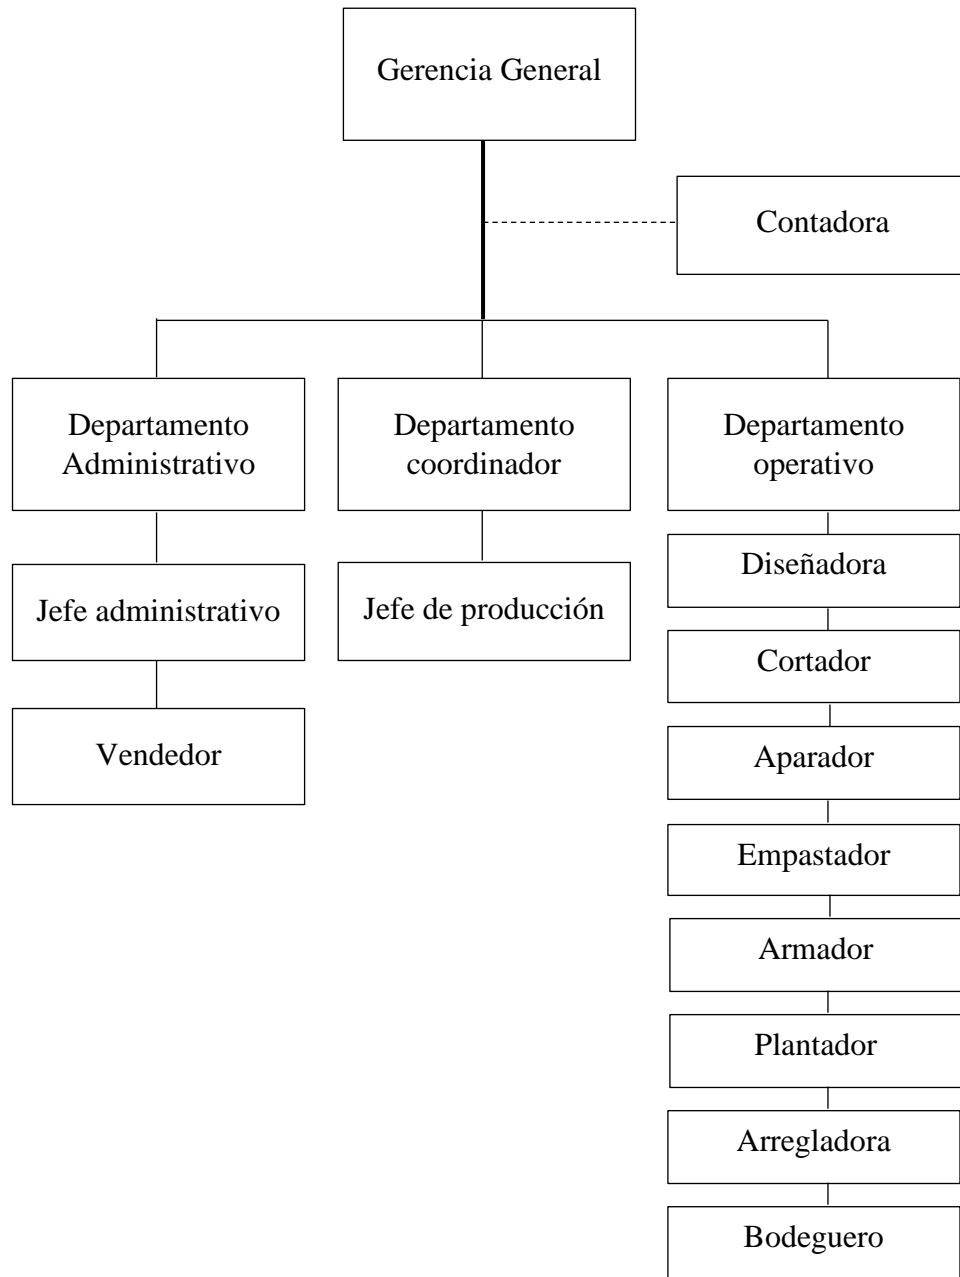 Gerencia General
Contadora
Departamento
Administrativo
Departamento
coordinador
Departamento
operativo
Jefe administrativo
Jefe de producción
Diseñadora
Cortador
Vendedor
Aparador
Empastador
Armador
Plantador
Arregladora
Bodeguero